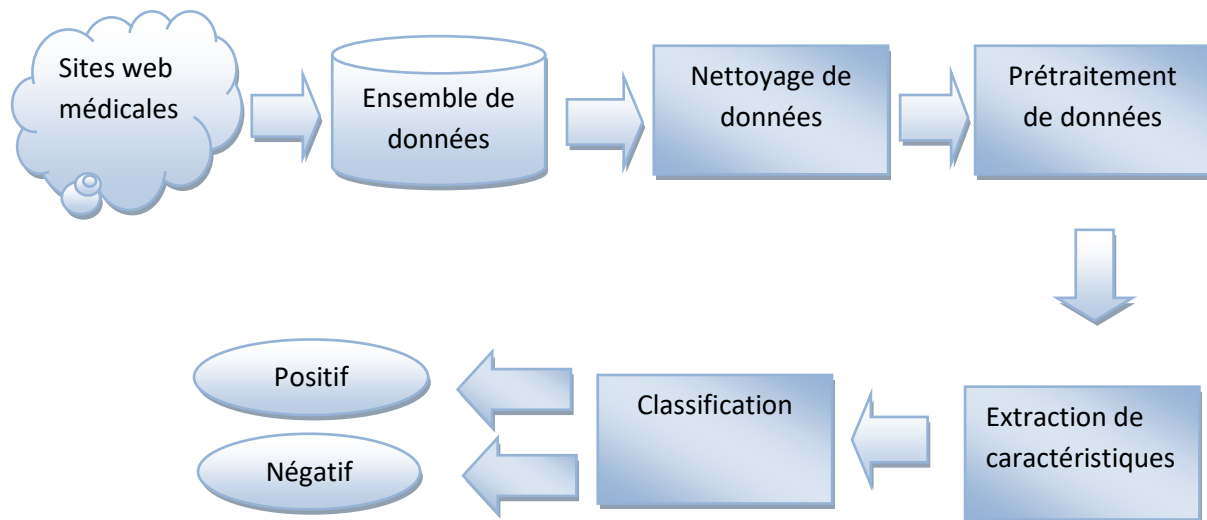 Sites web
médicales
Ensemble de
données
Nettoyage de
données
Prétraitement
de données
Positif
Négatif
Classification
Extraction de
caractéristiques